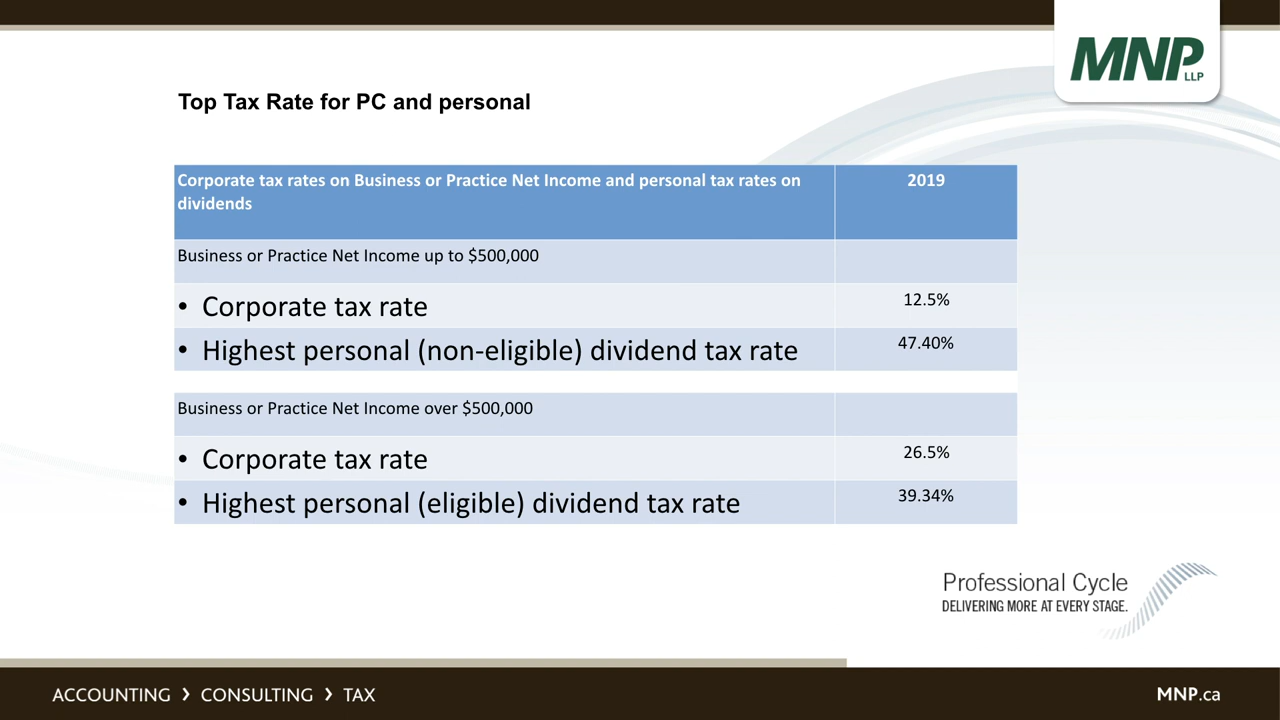 MNP
LLP
Top Tax Rate for PC and personal
Corporate tax rates on Business or Practice Net Income and personal tax rates on
dividends
2019
Business or Practice Net Income up to $500,000
• Corporate tax rate
12.5%
• Highest personal (non-eligible) dividend tax rate
47.40%
Business or Practice Net Income over $500,000
• Corporate tax rate
26.5%
• Highest personal (eligible) dividend tax rate
39.34%
Professional Cycle
DELIVERING MORE AT EVERY STAGE.
ACCOUNTING › CONSULTING › TAX
MNP.ca